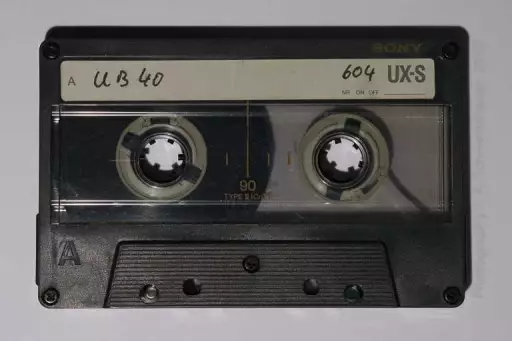 SONY
A UB 40 604 UX-S
NR ON OFF
90
TYPE II
A